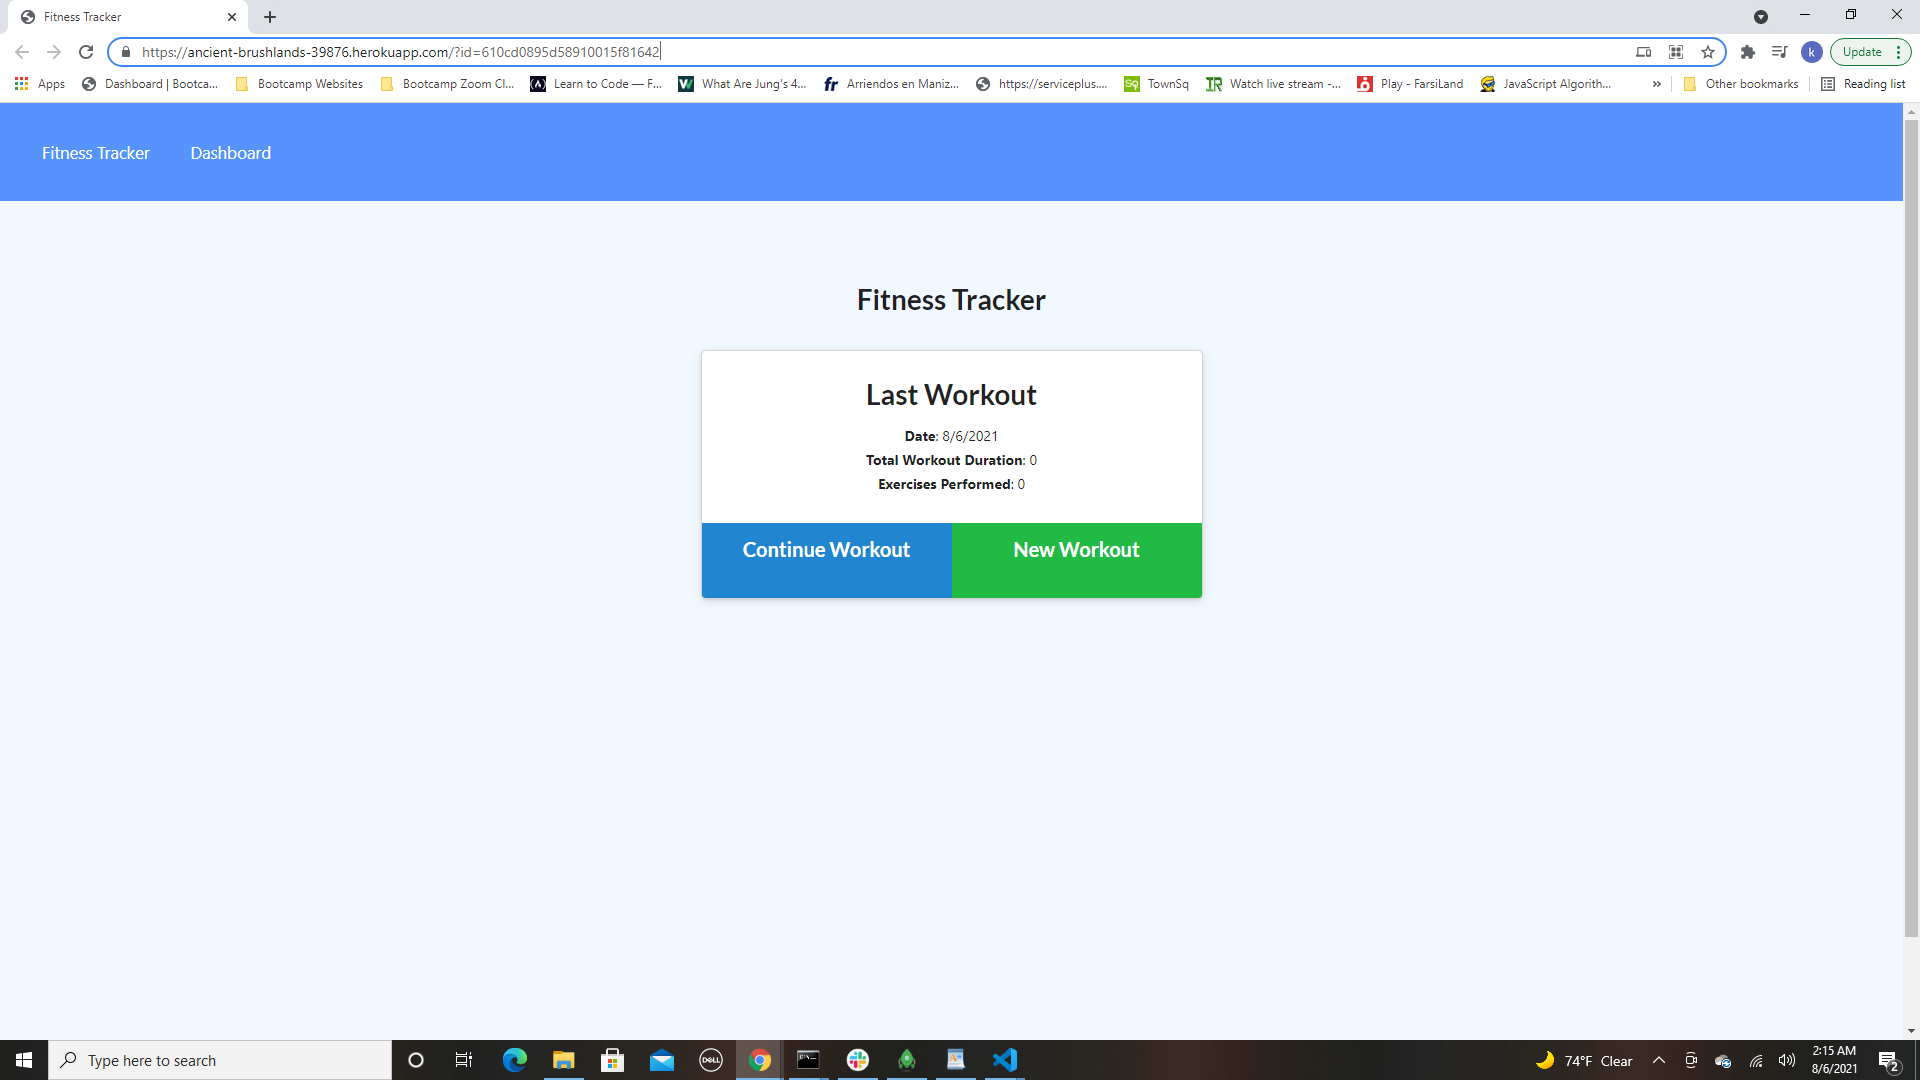 Fitness Tracker
https://ancient-brushlands-39876.herokuapp.com/?id=610cd0895d58910015f81642
k
Update
Apps
Dashboard | Bootca...
Bootcamp Websites
Bootcamp Zoom Cl...
Learn to Code — F...
What Are Jung's 4...
fr
Arriendos en Maniz...
https://serviceplus....
Sq
TownSq
Watch live stream -...
Play - FarsiLand
JavaScript Algorith...
»
Other bookmarks
Reading list
Fitness Tracker
Dashboard
Fitness Tracker
Last Workout
Date: 8/6/2021
Total Workout Duration: 0
Exercises Performed: 0
Continue Workout
New Workout
Type here to search
DELL
74°F Clear
2:15 AM
8/6/2021
2